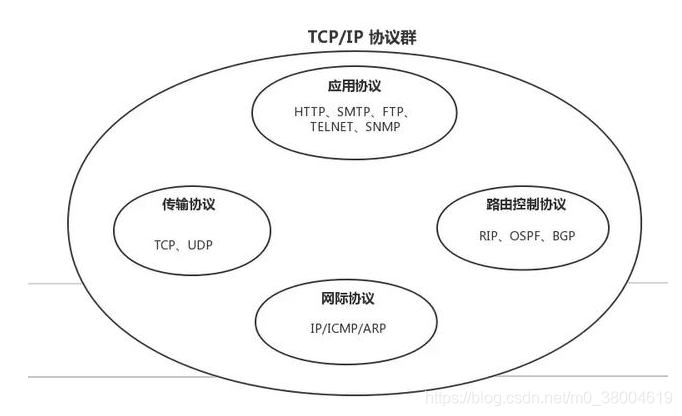 TCP/IP 协议群
应用协议
HTTP、SMTP、FTP、
TELNET、SNMP
传输协议
TCP、UDP
路由控制协议
RIP、OSPF、BGP
网际协议
IP/ICMP/ARP
https://blog.csdn.net/m0_38004619